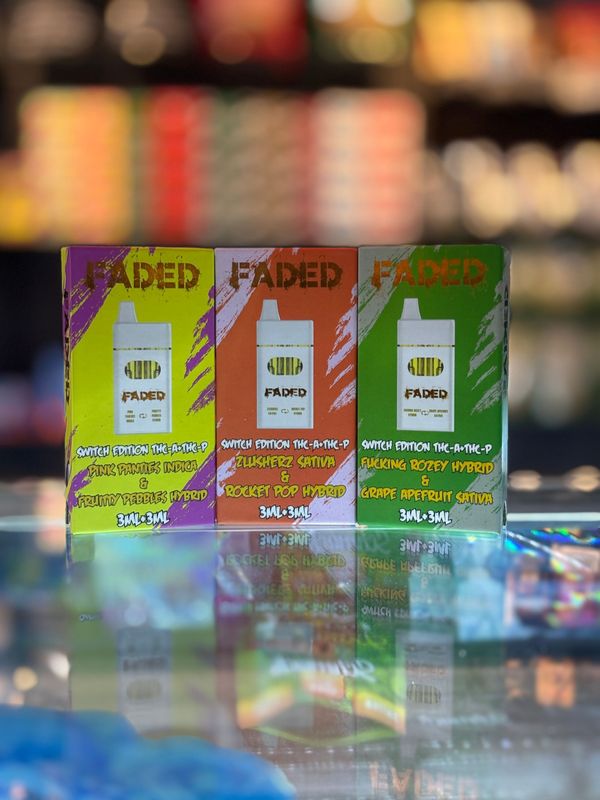 FADED
FADED
SWITCH EDITION THC-A+THC-P
PINK PANTIES INDICA
&
FRUITIY PEBBLES HYBRID
3ML+3ML
FADED
FADED
SWITCH EDITION THC-A+THC-P
ZLUSHERZ SATIVA
&
ROCKET POP HYBRID
3ML+3ML
FADED
FADED
SWITCH EDITION THC-A+THC-P
FUCKING ROZEY HYBRID
&
GRAPE APEFRUIT SATIVA
3ML+3ML